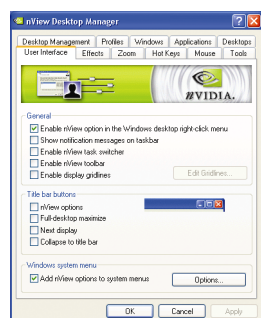 nView Desktop Manager
Desktop Management Profiles Windows Applications Desktops
User Interface Effects Zoom Hot Keys Mouse Tools
NVIDIA.
General
Enable nView option in the Windows desktop right-click menu
Show notification messages on taskbar
Enable nView task switcher
Enable nView toolbar
Enable display gridlines
Edit Gridlines...
Title bar buttons
nView options
Full-desktop maximize
Next display
Collapse to title bar
Windows system menu
Add nView options to system menus
Options...
OK Cancel Apply